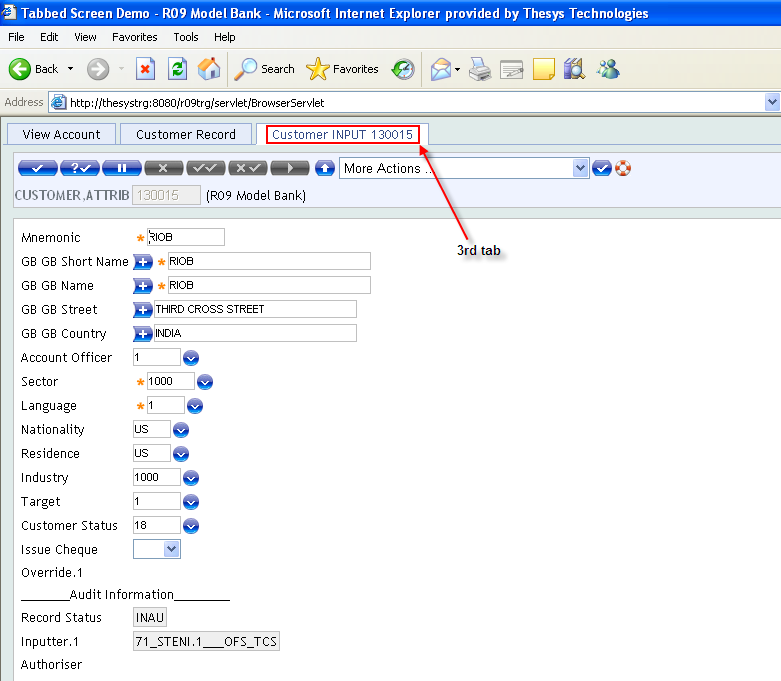 Tabbed Screen Demo - R09 Model Bank - Microsoft Internet Explorer provided by Thesys Technologies
File Edit View Favorites Tools Help
Back Search Favorites
Address http://thesystrg:8080/r09trg/servlet/BrowserServlet
View Account Customer Record Customer INPUT 130015
More Actions ..
CUSTOMER,ATTRIB 130015 (R09 Model Bank)
3rd tab
Mnemonic * RIOB
GB GB Short Name * RIOB
GB GB Name * RIOB
GB GB Street THIRD CROSS STREET
GB GB Country INDIA
Account Officer 1
Sector * 1000
Language * 1
Nationality US
Residence US
Industry 1000
Target 1
Customer Status 18
Issue Cheque
Override.1
_______Audit Information________
Record Status INAU
Inputter.1 71_STENI.1___OFS_TCS
Authoriser